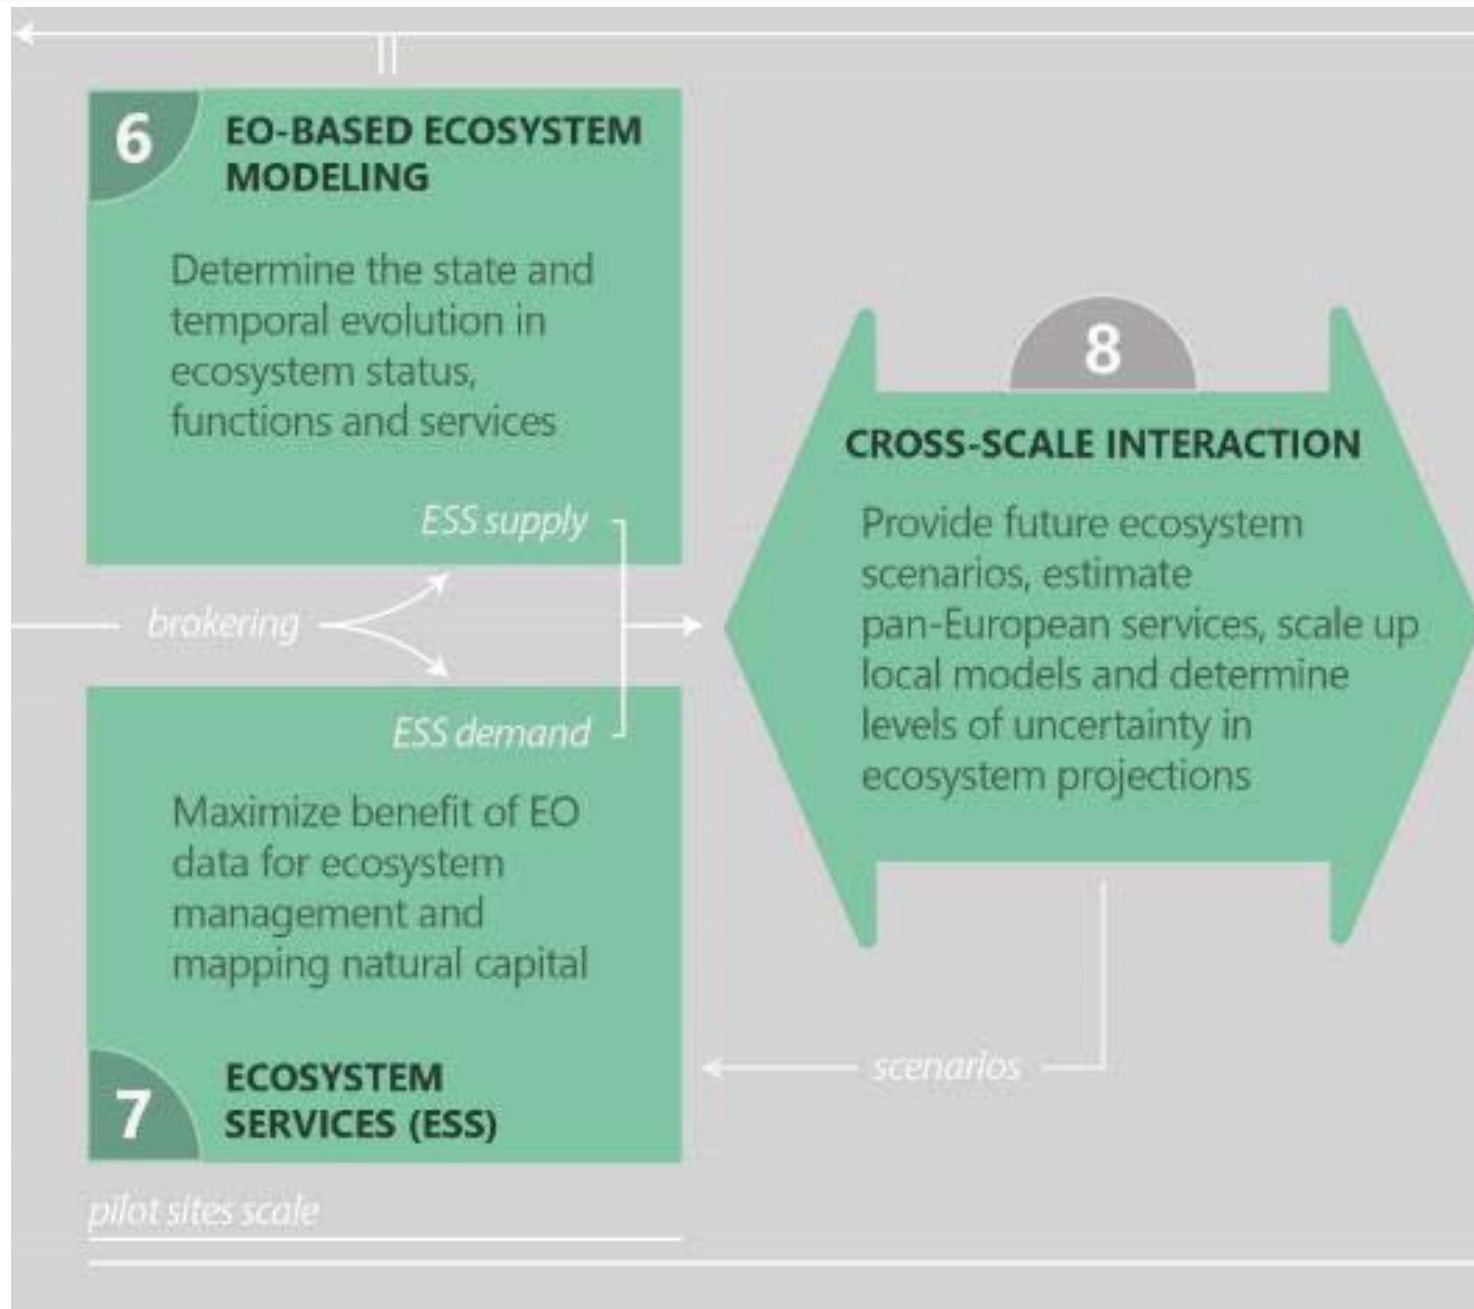 6
EO-BASED ECOSYSTEM
MODELING
Determine the state and
temporal evolution in
ecosystem status,
functions and services
ESS supply
brokering
ESS demand
Maximize benefit of EO
data for ecosystem
management and
mapping natural capital
7
ECOSYSTEM
SERVICES (ESS)
pilot sites scale
8
CROSS-SCALE INTERACTION
Provide future ecosystem
scenarios, estimate
pan-European services, scale up
local models and determine
levels of uncertainty in
ecosystem projections
scenarios